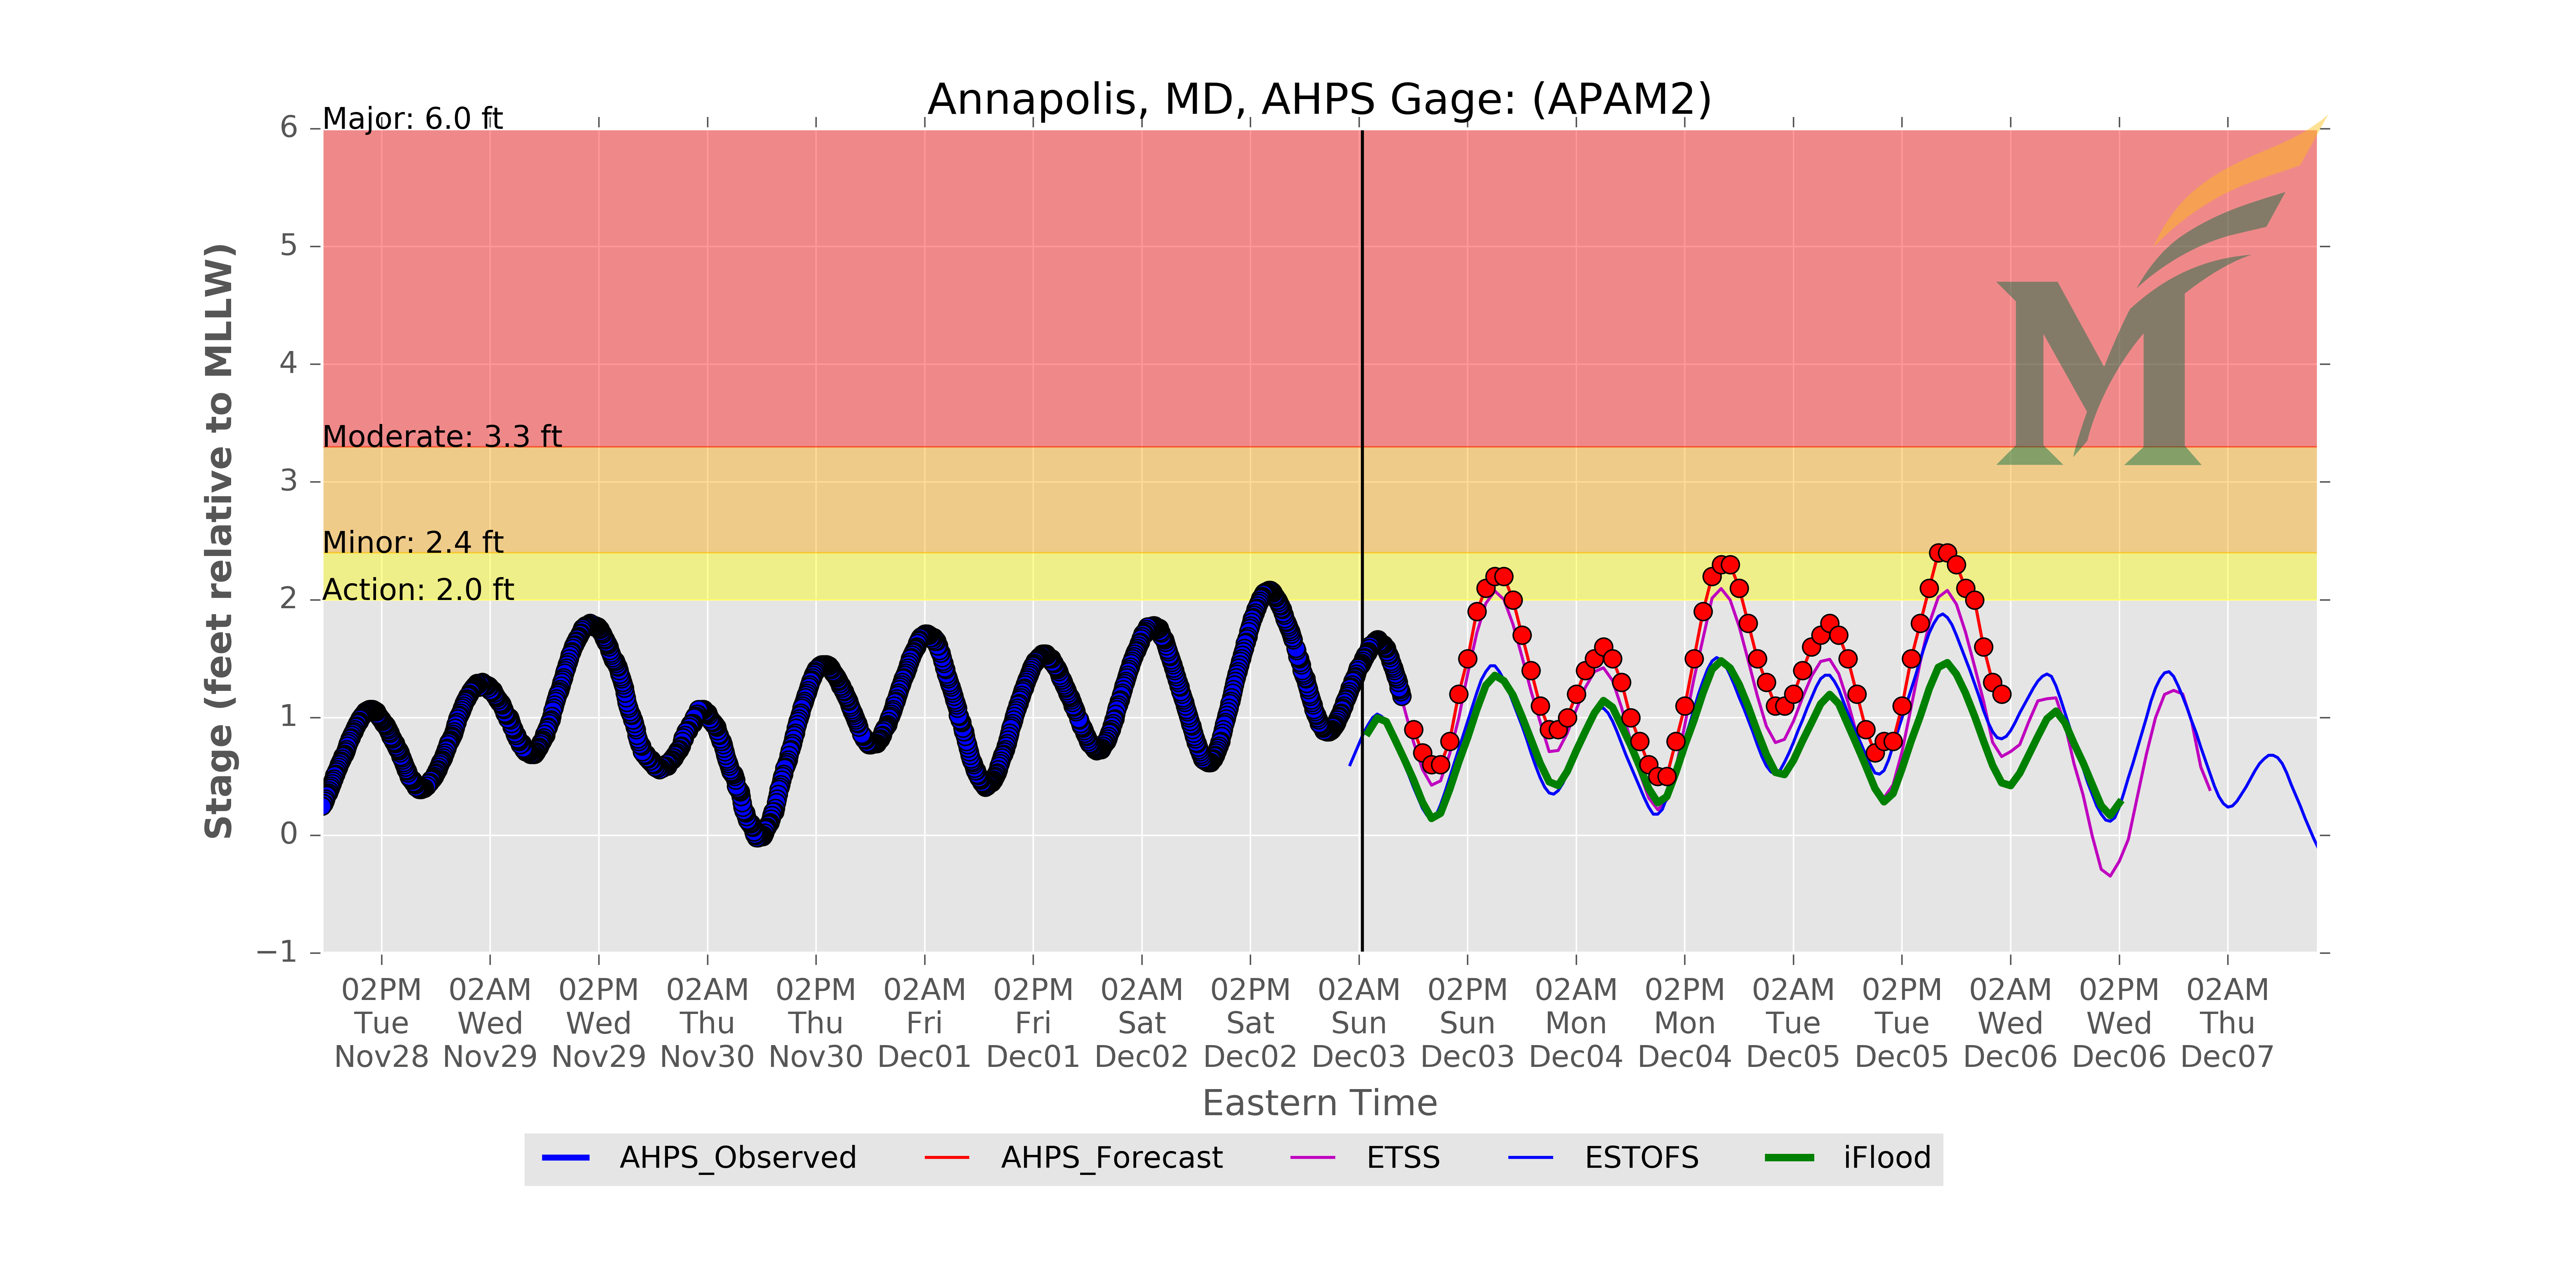 Annapolis, MD, AHPS Gage: (APAM2)
Major: 6.0 ft
Moderate: 3.3 ft
Minor: 2.4 ft
Action: 2.0 ft
Stage (feet relative to MLLW)
6
5
4
3
2
1
0
−1
02PM 02AM 02PM 02AM 02PM 02AM 02PM 02AM 02PM 02AM 02PM 02AM 02PM 02AM 02PM 02AM 02PM 02AM
Tue Wed Wed Thu Thu Fri Fri Sat Sat Sun Sun Mon Mon Tue Tue Wed Wed Thu
Nov28 Nov29 Nov29 Nov30 Nov30 Dec01 Dec01 Dec02 Dec02 Dec03 Dec03 Dec04 Dec04 Dec05 Dec05 Dec06 Dec06 Dec07
Eastern Time
AHPS_Observed AHPS_Forecast ETSS ESTOFS iFlood